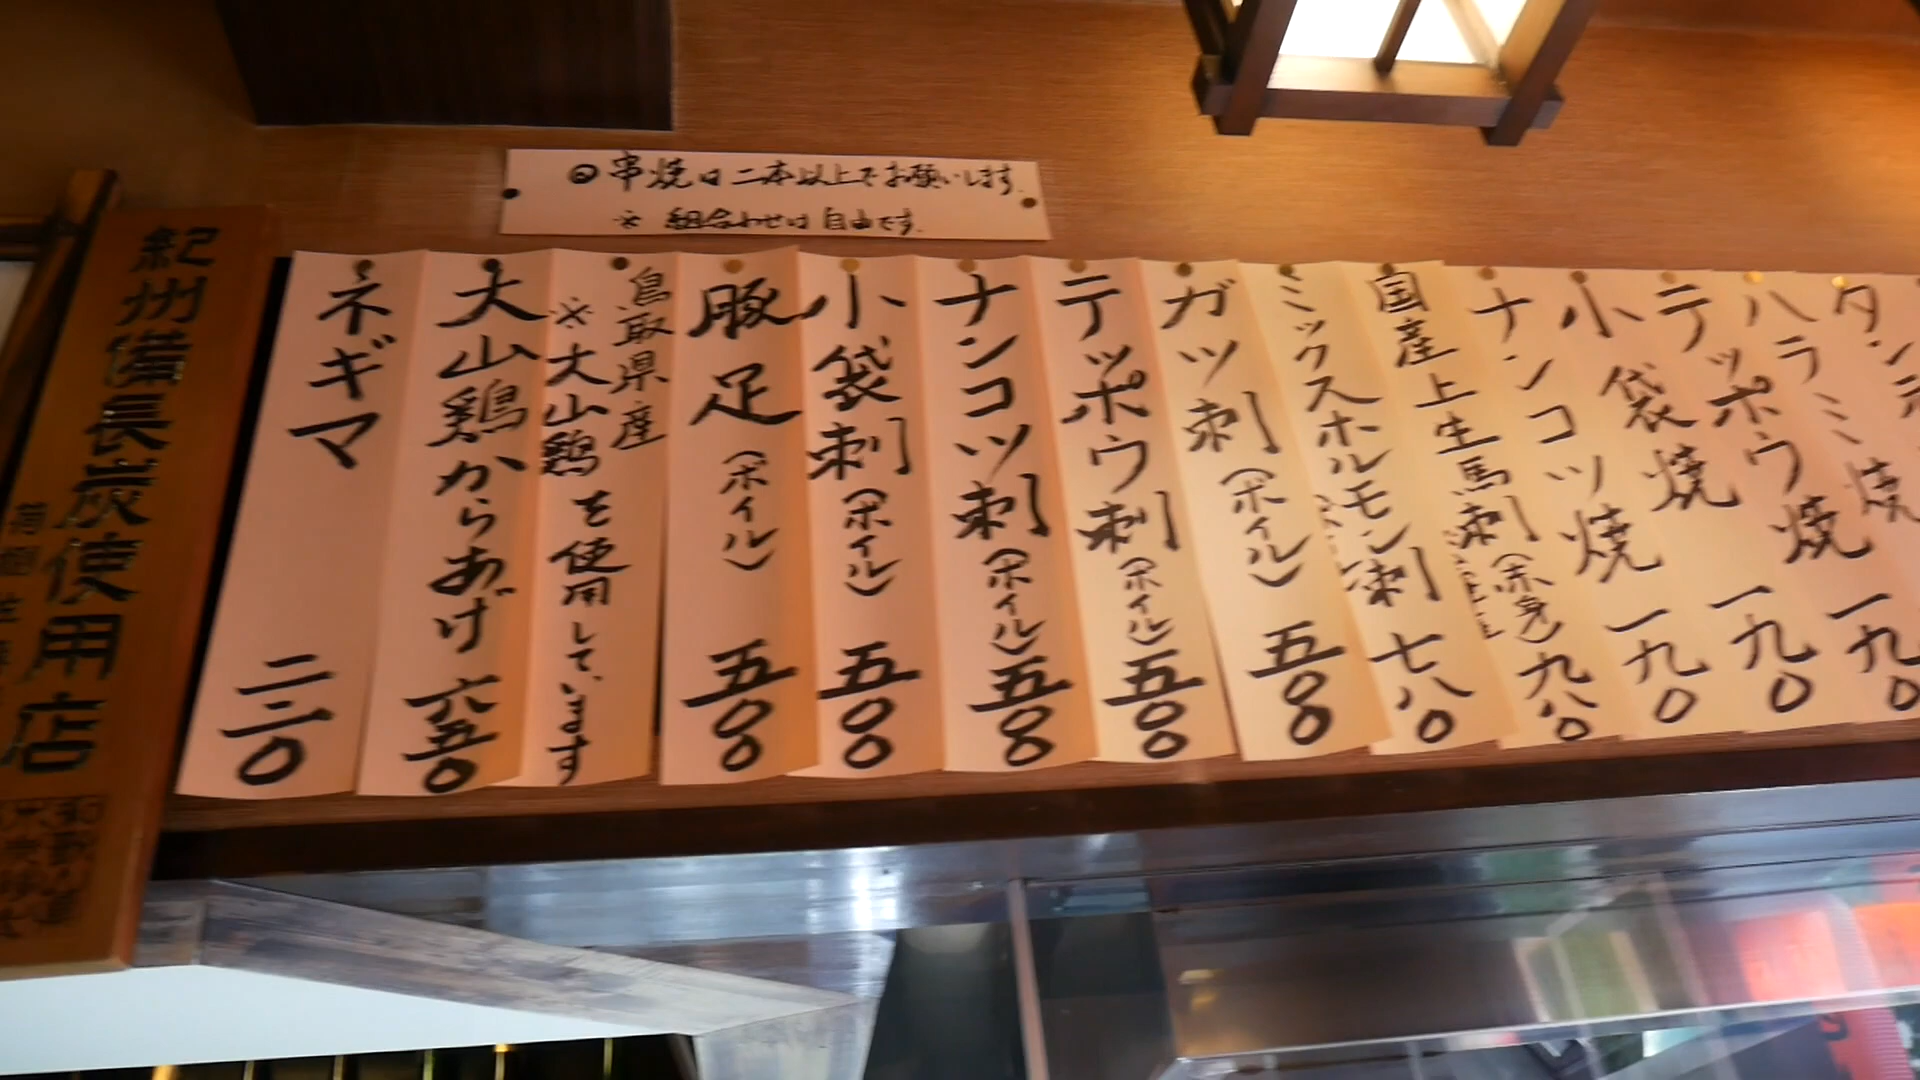 ◎串焼は二本以上でお願いします。
※組合わせは自由です。
タン
ハラミ焼 一九〇
テッポウ焼 一九〇
小袋焼 一九〇
ナンコツ焼
国産上生馬刺(赤身) 九八〇
ミックスホルモン刺 七八〇
ガツ刺(ボイル) 五〇〇
テッポウ刺(ボイル) 五〇〇
ナンコツ刺(ボイル) 五〇〇
小袋刺(ボイル) 五〇〇
豚足(ボイル) 五〇〇
鳥取県産
※大山鶏を使用しています
大山鶏からあげ 六五〇
ネギマ 二二〇
紀州備長炭使用店